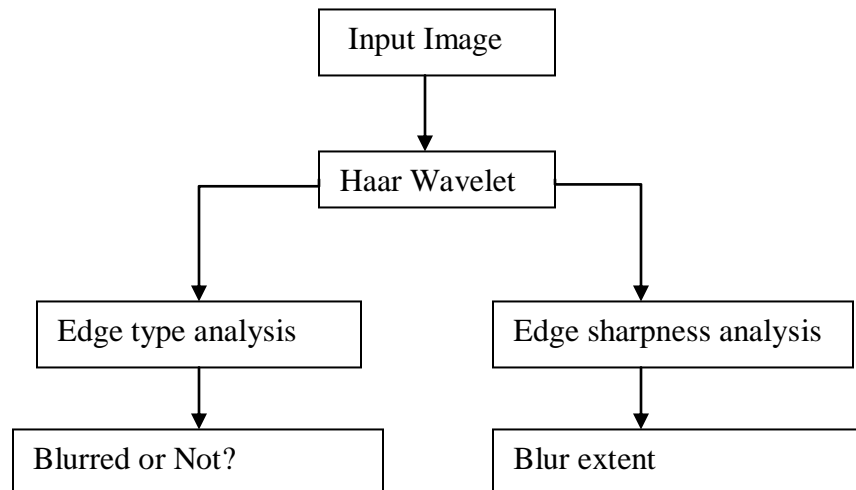 Input Image
Haar Wavelet
Edge type analysis
Edge sharpness analysis
Blurred or Not?
Blur extent